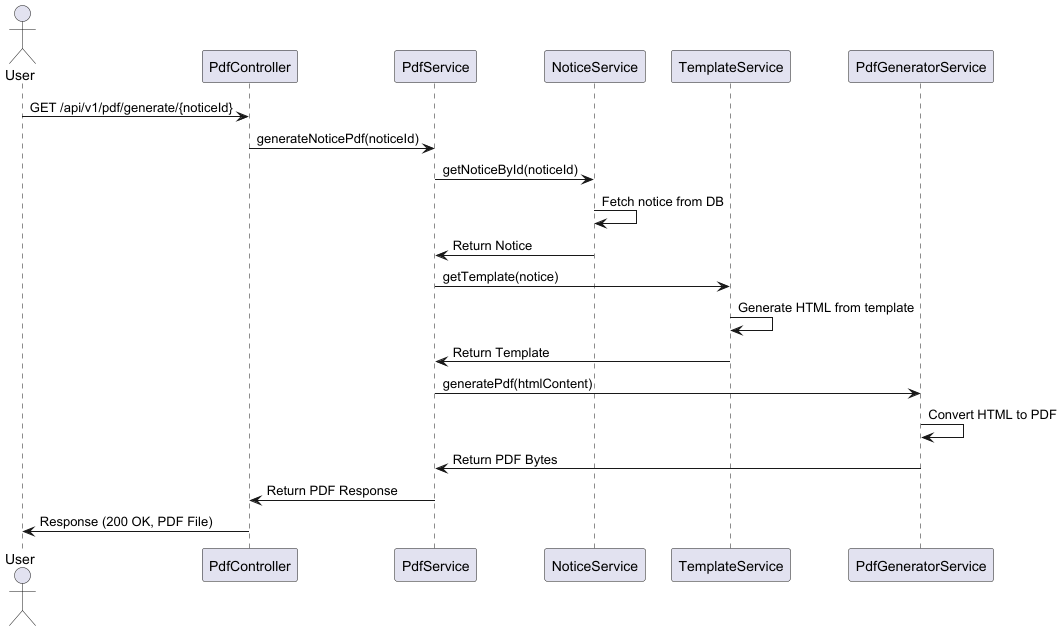 User
PdfController
PdfService
NoticeService
TemplateService
PdfGeneratorService
GET /api/v1/pdf/generate/{noticeId}
generateNoticePdf(noticeId)
getNoticeById(noticeId)
Fetch notice from DB
Return Notice
getTemplate(notice)
Generate HTML from template
Return Template
generatePdf(htmlContent)
Convert HTML to PDF
Return PDF Bytes
Return PDF Response
Response (200 OK, PDF File)
User
PdfController
PdfService
NoticeService
TemplateService
PdfGeneratorService